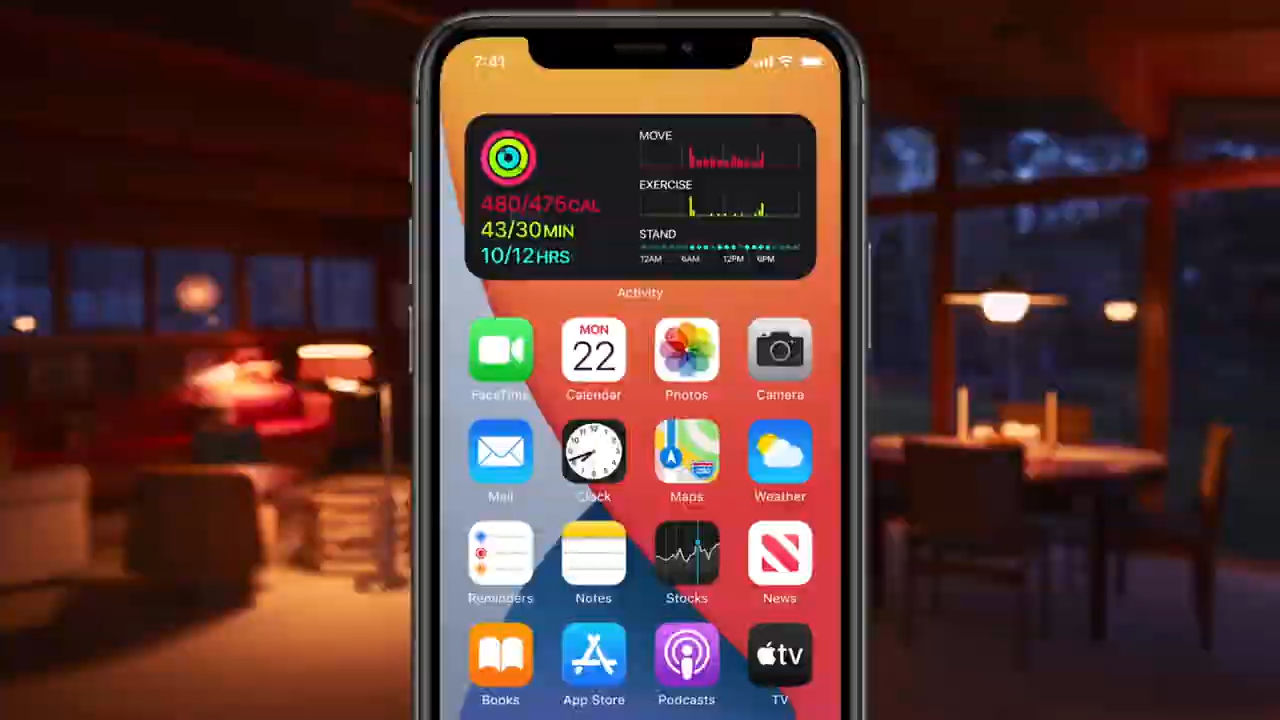 7:41
MOVE
480/475CAL
EXERCISE
43/30MIN
STAND
10/12HRS
12AM 6AM 12PM 6PM
Activity
MON
22
FaceTime Calendar Photos Camera
Mail Clock Maps Weather
Reminders Notes Stocks News
tv
Books App Store Podcasts TV